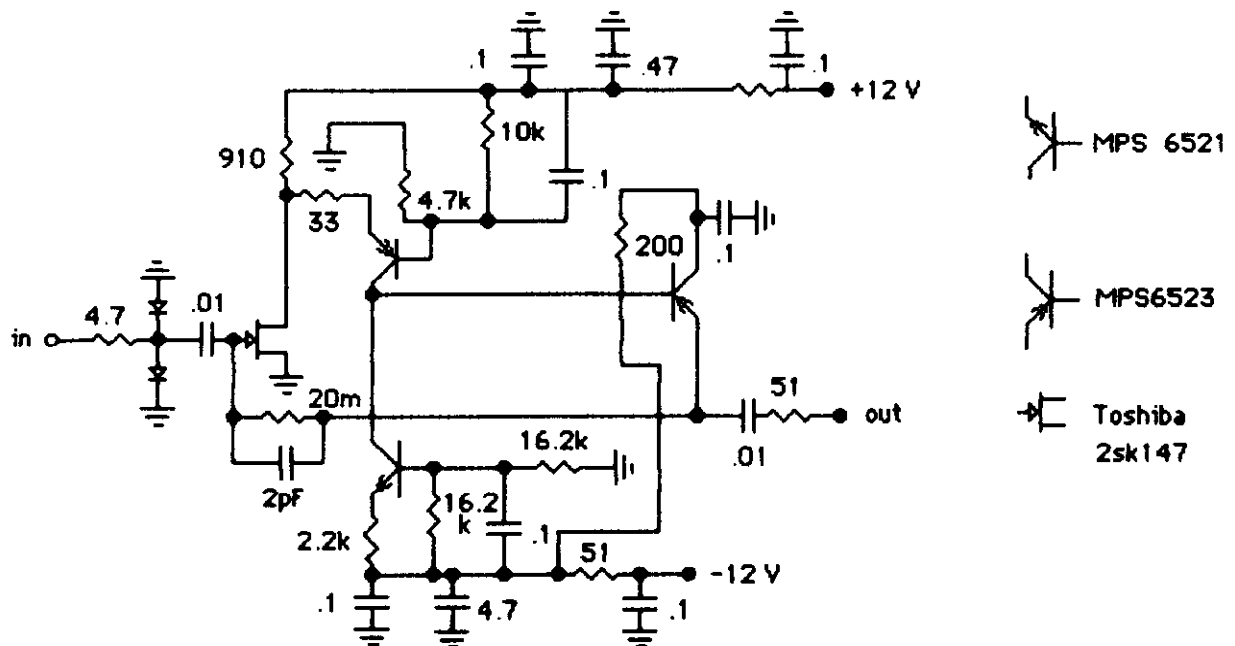 .1
.47
.1
+12 V
910
10k
.1
4.7k
33
200
.1
MPS 6521
MPS6523
in
4.7
.01
20m
2pF
51
out
.01
Toshiba
2sk147
16.2k
16.2
k
.1
2.2k
51
-12 V
.1
4.7
.1